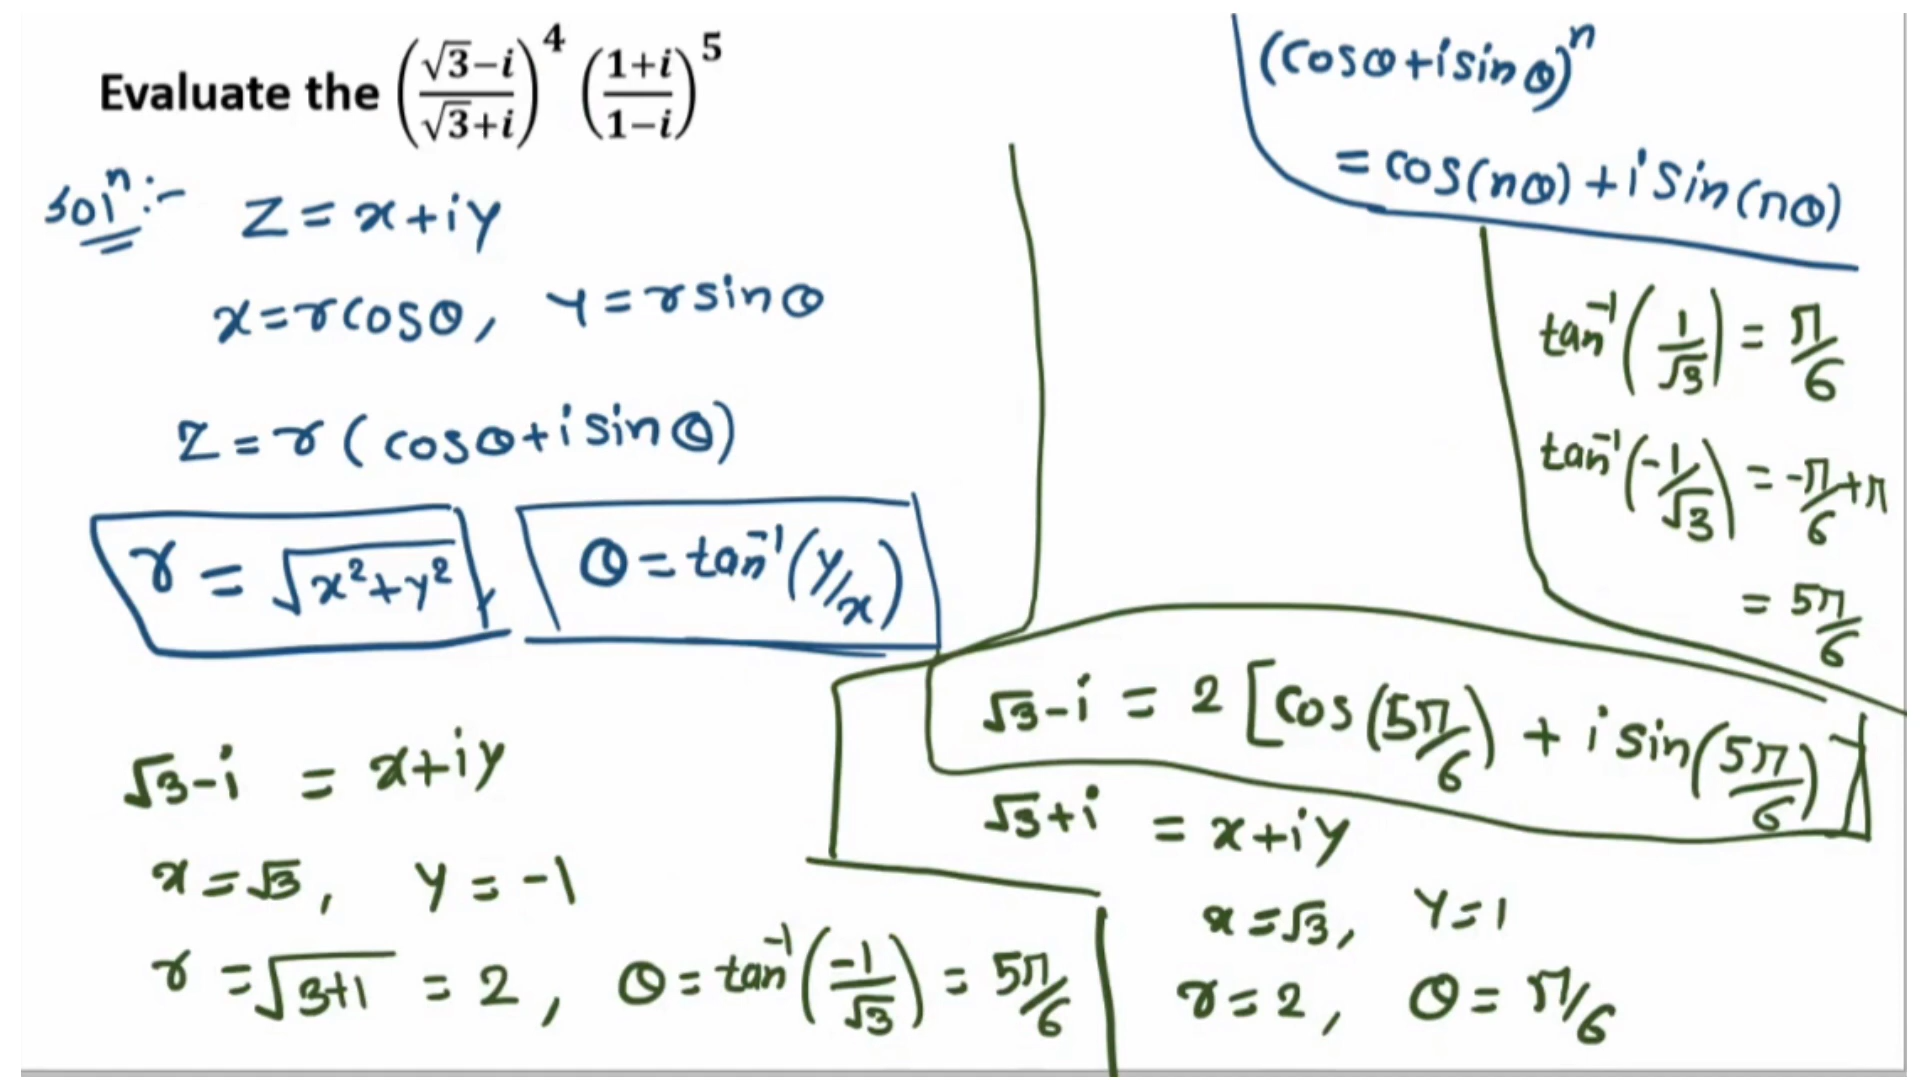 Evaluate the ((√3−i)/(√3+i))^4 ((1+i)/(1−i))^5
Solⁿ:- Z = x+iy
x=rcosθ, y=rsinθ
Z=r(cosθ+isinθ)
r = √(x²+y²), θ=tan⁻¹(y/x)
√3-i = x+iy
x=√3, y=-1
r=√(3+1) = 2, θ=tan⁻¹(-1/√3) = 5π/6
(cosθ+isinθ)ⁿ
= cos(nθ)+isin(nθ)
tan⁻¹(1/√3) = π/6
tan⁻¹(-1/√3) = -π/6+π
= 5π/6
√3-i = 2[cos(5π/6) + i sin(5π/6)]
√3+i = x+iy
x=√3, y=1
r=2, θ=π/6